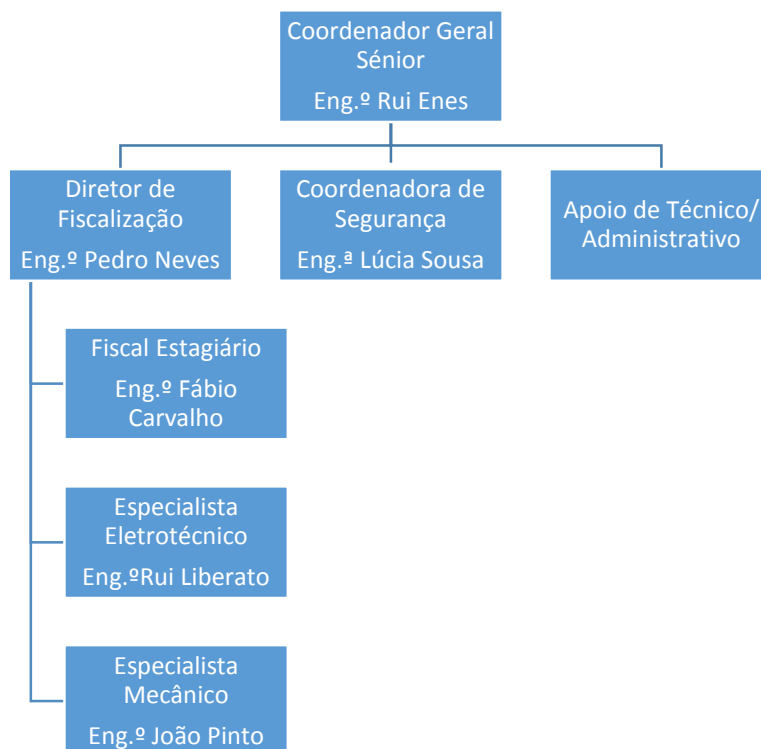 Coordenador Geral
Sénior
Eng.º Rui Enes
Diretor de
Fiscalização
Eng.º Pedro Neves
Coordenadora de
Segurança
Eng.ª Lúcia Sousa
Apoio de Técnico/
Administrativo
Fiscal Estagiário
Eng.º Fábio
Carvalho
Especialista
Eletrotécnico
Eng.ºRui Liberato
Especialista
Mecânico
Eng.º João Pinto